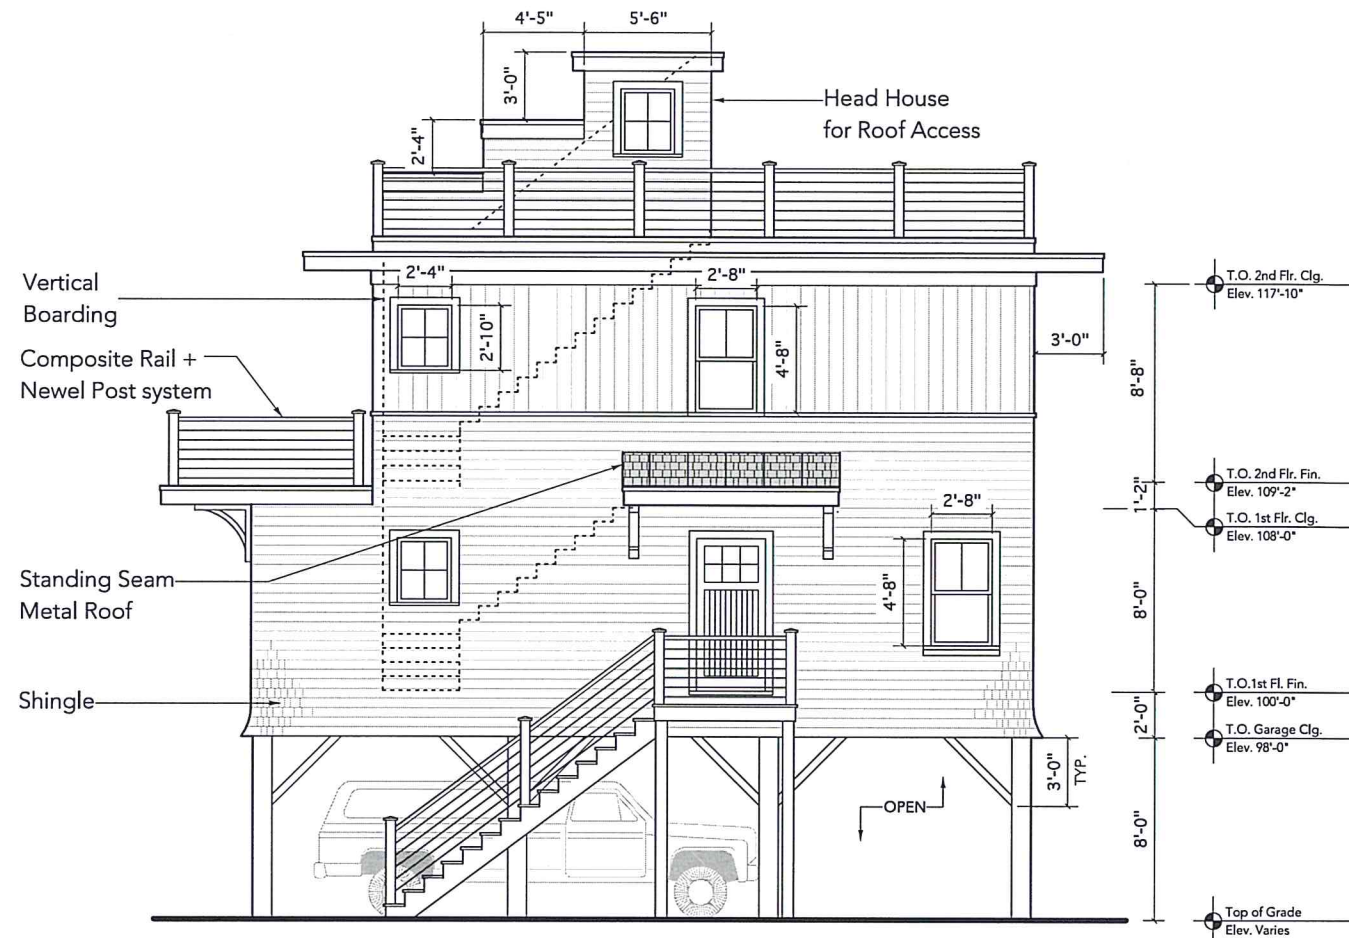 4'-5"
5'-6"
3'-0"
2'-4"
Head House
for Roof Access
Vertical
Boarding
2'-4"
2'-8"
2'-10"
4'-8"
3'-0"
T.O. 2nd Flr. Clg.
Elev. 117'-10"
8'-8"
Composite Rail +
Newel Post system
T.O. 2nd Flr. Fin.
Elev. 109'-2"
1'-2"
T.O. 1st Flr. Clg.
Elev. 108'-0"
2'-8"
4'-8"
8'-0"
Standing Seam
Metal Roof
Shingle
T.O.1st Fl. Fin.
Elev. 100'-0"
2'-0"
T.O. Garage Clg.
Elev. 98'-0"
3'-0"
TYP.
OPEN
8'-0"
Top of Grade
Elev. Varies